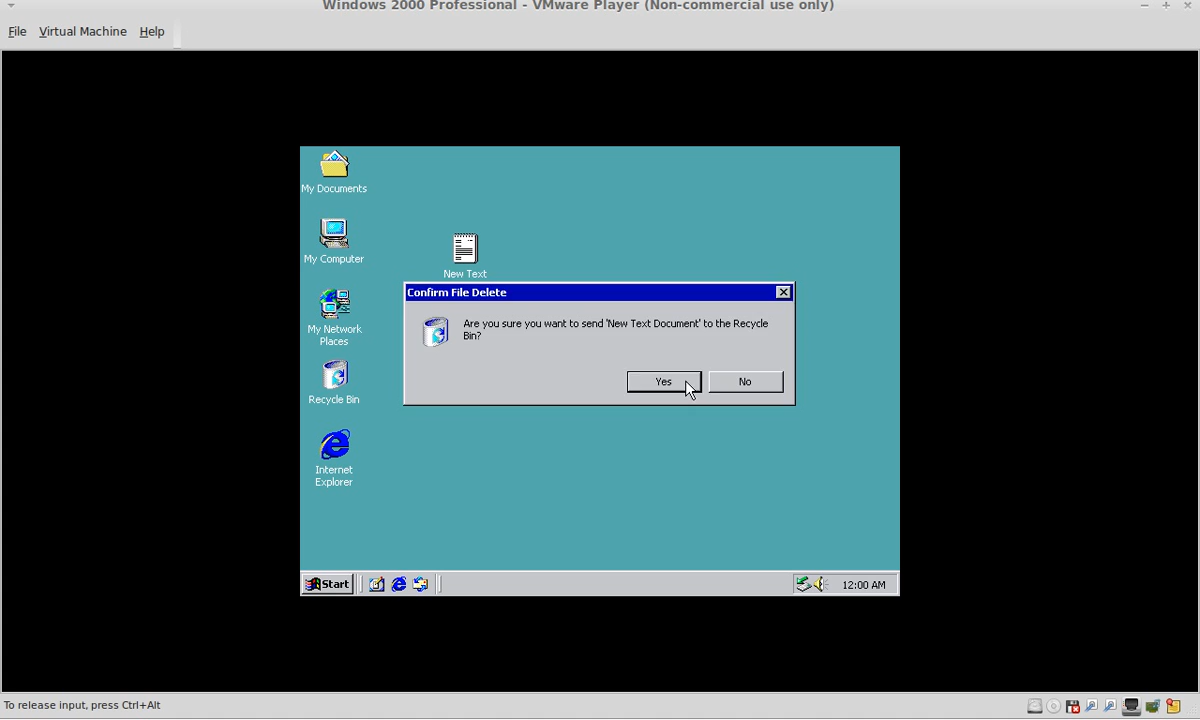 Windows 2000 Professional - VMware Player (Non-commercial use only)
File Virtual Machine Help
My Documents
My Computer
New Text
My Network
Places
Recycle Bin
Internet
Explorer
Confirm File Delete
Are you sure you want to send 'New Text Document' to the Recycle
Bin?
Yes No
Start
12:00 AM
To release input, press Ctrl+Alt